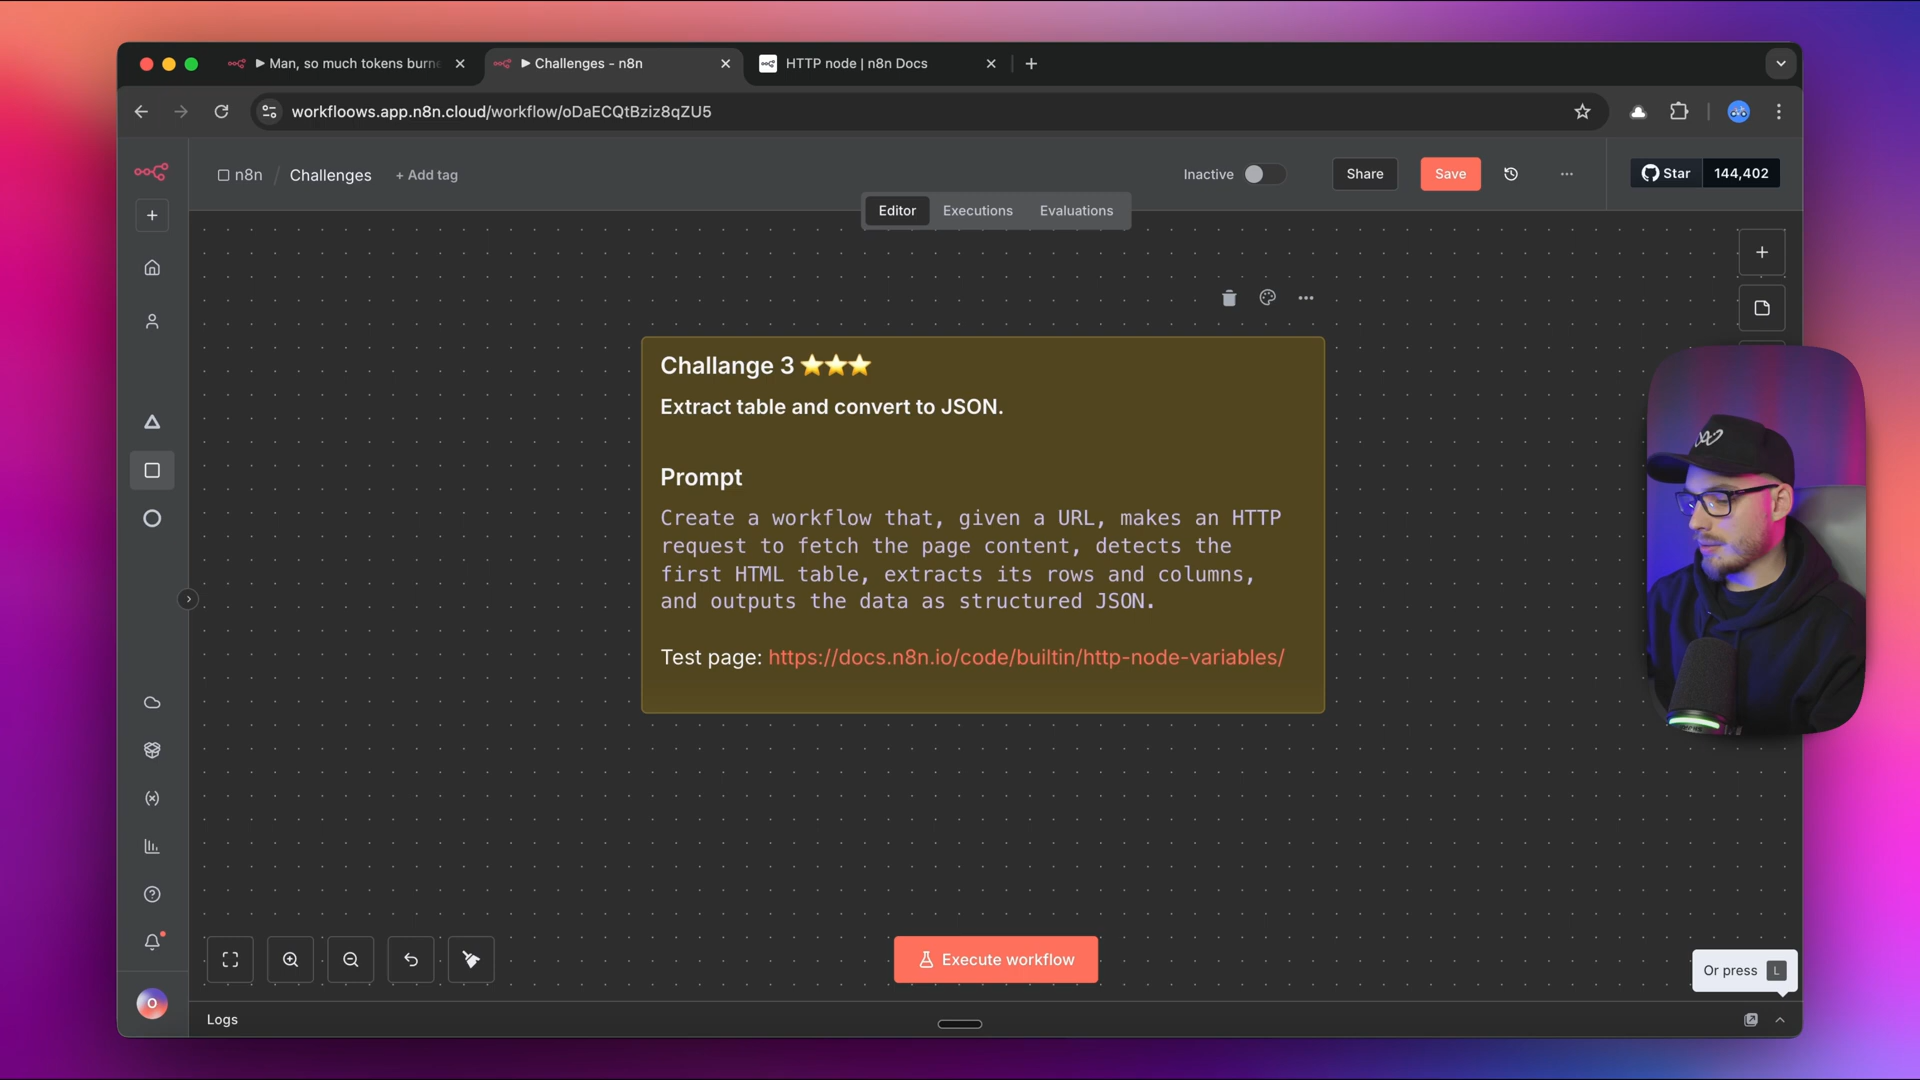 Man, so much tokens burne
Challenges - n8n
HTTP node | n8n Docs
workfloows.app.n8n.cloud/workflow/oDaECQtBziz8qZU5
n8n / Challenges + Add tag
Inactive
Share
Save
Star 144,402
Editor Executions Evaluations
Challange 3 ⭐⭐⭐
Extract table and convert to JSON.
Prompt
Create a workflow that, given a URL, makes an HTTP
request to fetch the page content, detects the
first HTML table, extracts its rows and columns,
and outputs the data as structured JSON.
Test page: https://docs.n8n.io/code/builtin/http-node-variables/
Execute workflow
Or press L
O
Logs